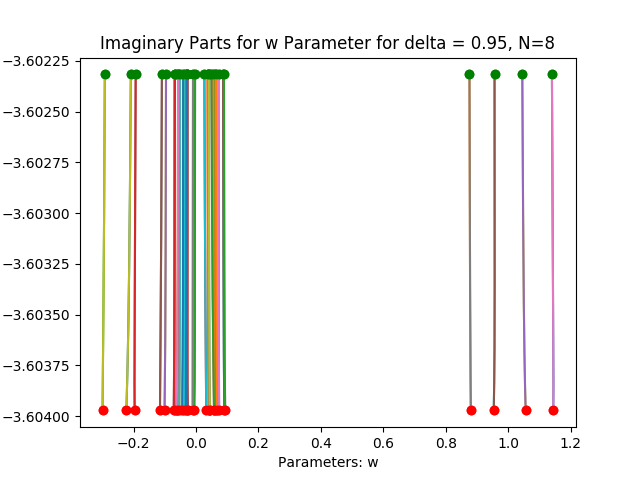 Imaginary Parts for w Parameter for delta = 0.95, N=8
−3.60225
−3.60250
−3.60275
−3.60300
−3.60325
−3.60350
−3.60375
−3.60400
−0.2 0.0 0.2 0.4 0.6 0.8 1.0 1.2
Parameters: w